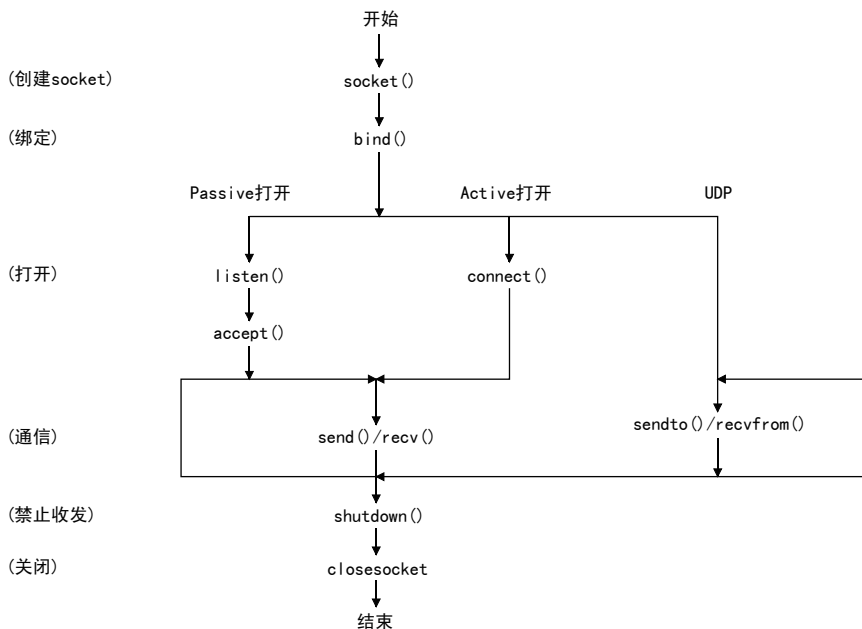 开始
(创建socket)
socket()
(绑定)
bind()
Passive打开
Active打开
UDP
(打开)
listen()
connect()
accept()
(通信)
send()/recv()
sendto()/recvfrom()
(禁止收发)
shutdown()
(关闭)
closesocket
结束